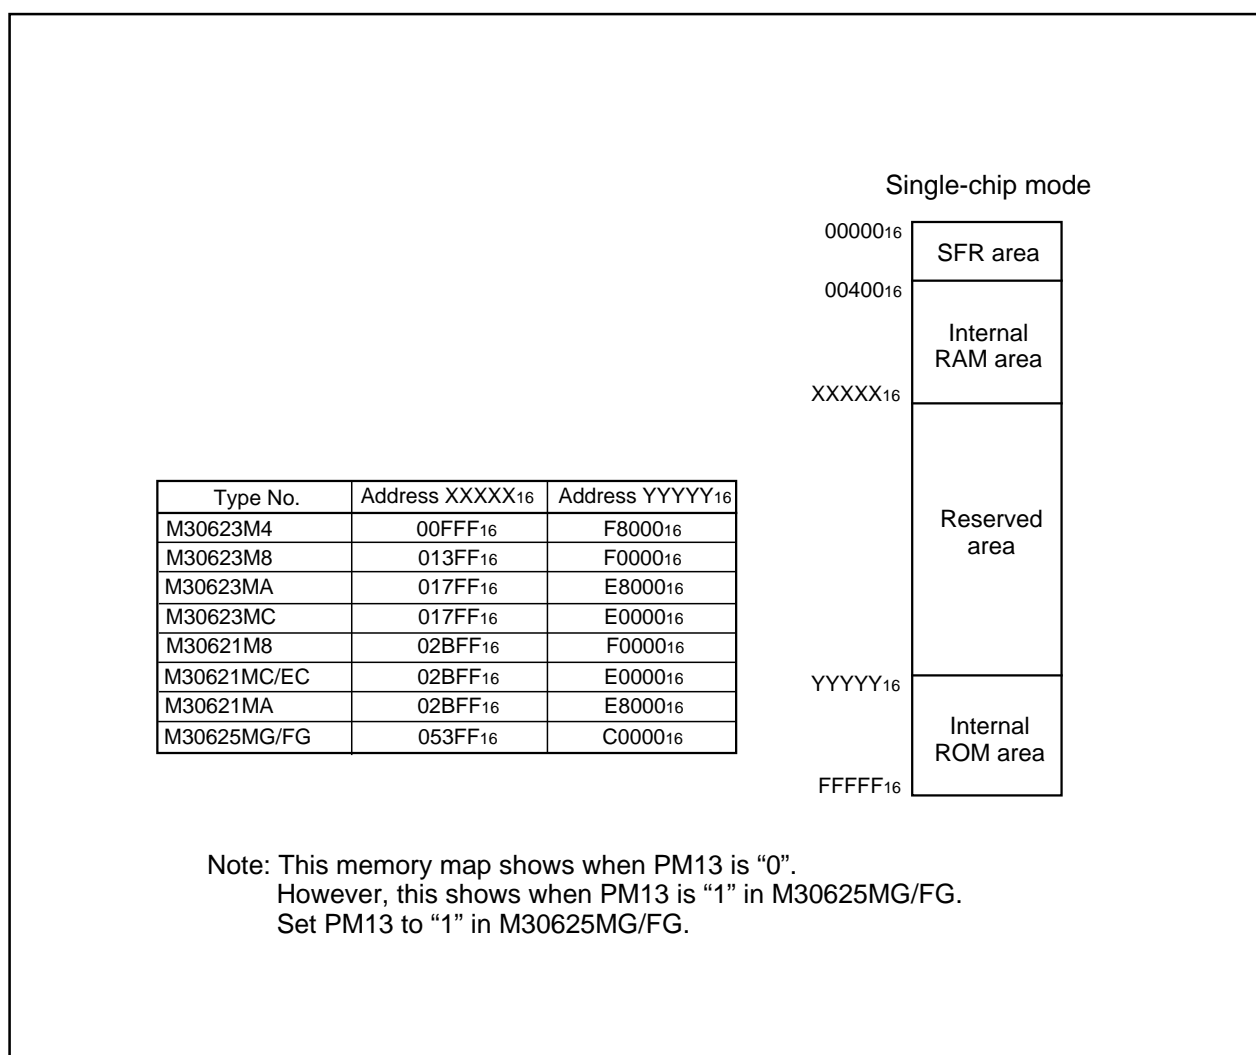 Single-chip mode
00000₁₆
SFR area
00400₁₆
Internal
RAM area
XXXXX₁₆
Reserved
area
YYYYY₁₆
Internal
ROM area
FFFFF₁₆
Type No. Address XXXXX₁₆ Address YYYYY₁₆
M30623M4 00FFF₁₆ F8000₁₆
M30623M8 013FF₁₆ F0000₁₆
M30623MA 017FF₁₆ E8000₁₆
M30623MC 017FF₁₆ E0000₁₆
M30621M8 02BFF₁₆ F0000₁₆
M30621MC/EC 02BFF₁₆ E0000₁₆
M30621MA 02BFF₁₆ E8000₁₆
M30625MG/FG 053FF₁₆ C0000₁₆
Note: This memory map shows when PM13 is “0”.
However, this shows when PM13 is “1” in M30625MG/FG.
Set PM13 to “1” in M30625MG/FG.